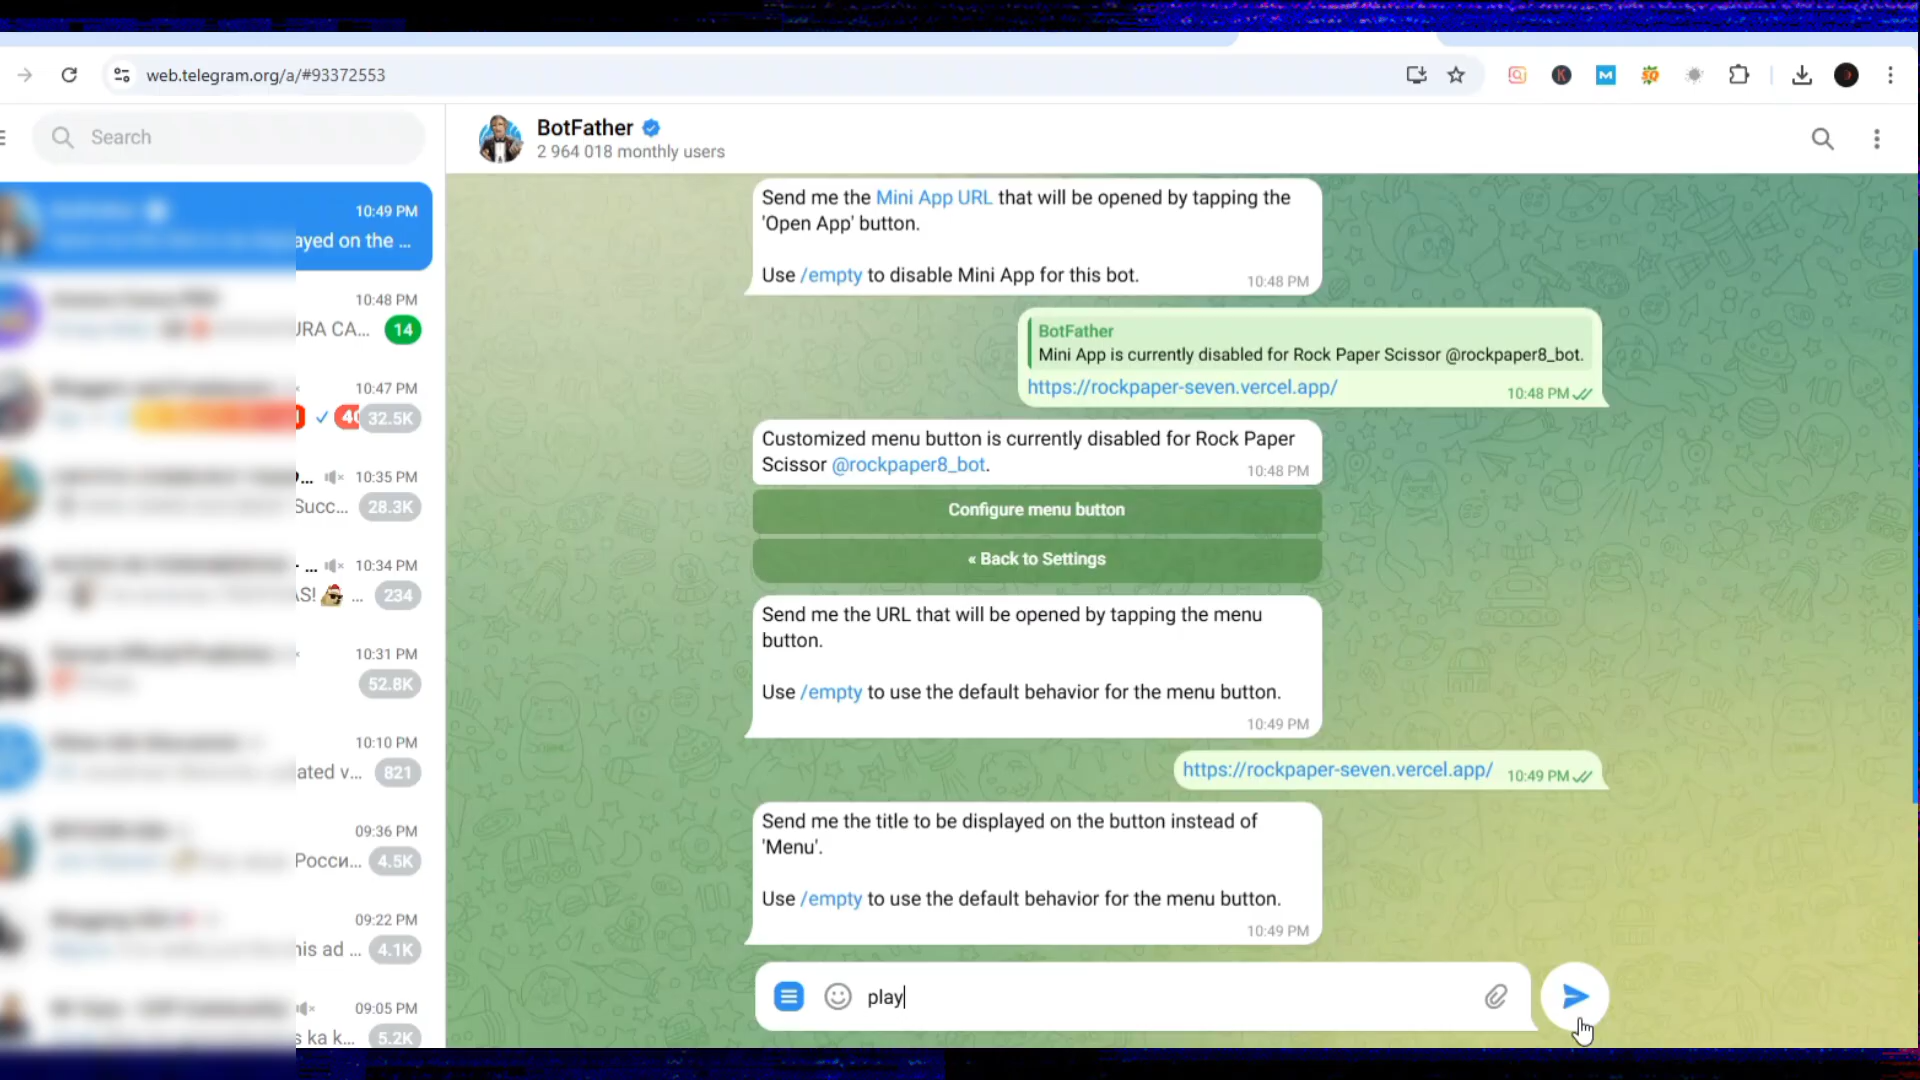 web.telegram.org/a/#93372553
Search
10:49 PM
ayed on the ...
10:48 PM
URA CA...
14
10:47 PM
32.5K
10:35 PM
Succ...
28.3K
10:34 PM
AS!
...
234
10:31 PM
52.8K
10:10 PM
ated v...
821
09:36 PM
Росси...
4.5K
09:22 PM
his ad ...
4.1K
09:05 PM
s ka k...
5.2K
BotFather
2 964 018 monthly users
Send me the Mini App URL that will be opened by tapping the
'Open App' button.
Use /empty to disable Mini App for this bot.
10:48 PM
BotFather
Mini App is currently disabled for Rock Paper Scissor @rockpaper8_bot.
https://rockpaper-seven.vercel.app/
10:48 PM
Customized menu button is currently disabled for Rock Paper
Scissor @rockpaper8_bot.
10:48 PM
Configure menu button
« Back to Settings
Send me the URL that will be opened by tapping the menu
button.
Use /empty to use the default behavior for the menu button.
10:49 PM
https://rockpaper-seven.vercel.app/
10:49 PM
Send me the title to be displayed on the button instead of
'Menu'.
Use /empty to use the default behavior for the menu button.
10:49 PM
play